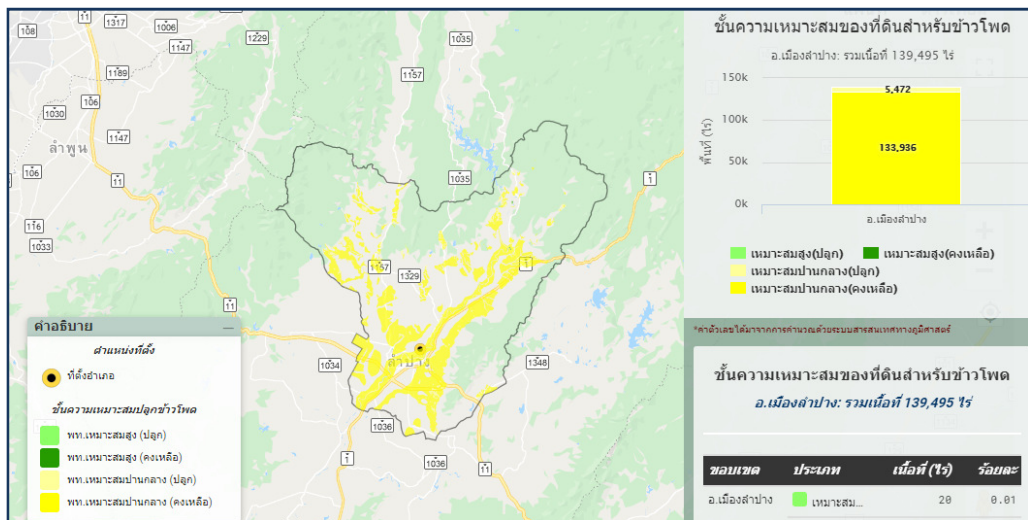 108
11
1317
106
1006
1147
1229
1035
1157
1035
1189
106
1030
1147
ลำพูน
106
11
1035
1
116
1033
1157
1329
1
11
1034
ลำปาง
1348
1036
1
1036
11
คำอธิบาย
ตำแหน่งที่ตั้ง
ที่ตั้งอำเภอ
ชั้นความเหมาะสมปลูกข้าวโพด
พท.เหมาะสมสูง (ปลูก)
พท.เหมาะสมสูง (คงเหลือ)
พท.เหมาะสมปานกลาง (ปลูก)
พท.เหมาะสมปานกลาง (คงเหลือ)
ชั้นความเหมาะสมของที่ดินสำหรับข้าวโพด
อ.เมืองลำปาง: รวมเนื้อที่ 139,495 ไร่
พื้นที่ (ไร่)
150k
100k
50k
0k
5,472
133,936
อ.เมืองลำปาง
เหมาะสมสูง(ปลูก) เหมาะสมสูง(คงเหลือ)
เหมาะสมปานกลาง(ปลูก)
เหมาะสมปานกลาง(คงเหลือ)
*ค่าตัวเลขได้มาจากการคำนวณด้วยระบบสารสนเทศทางภูมิศาสตร์
ชั้นความเหมาะสมของที่ดินสำหรับข้าวโพด
อ.เมืองลำปาง: รวมเนื้อที่ 139,495 ไร่
ขอบเขต ประเภท เนื้อที่ (ไร่) ร้อยละ
อ.เมืองลำปาง เหมาะสม... 20 0.01